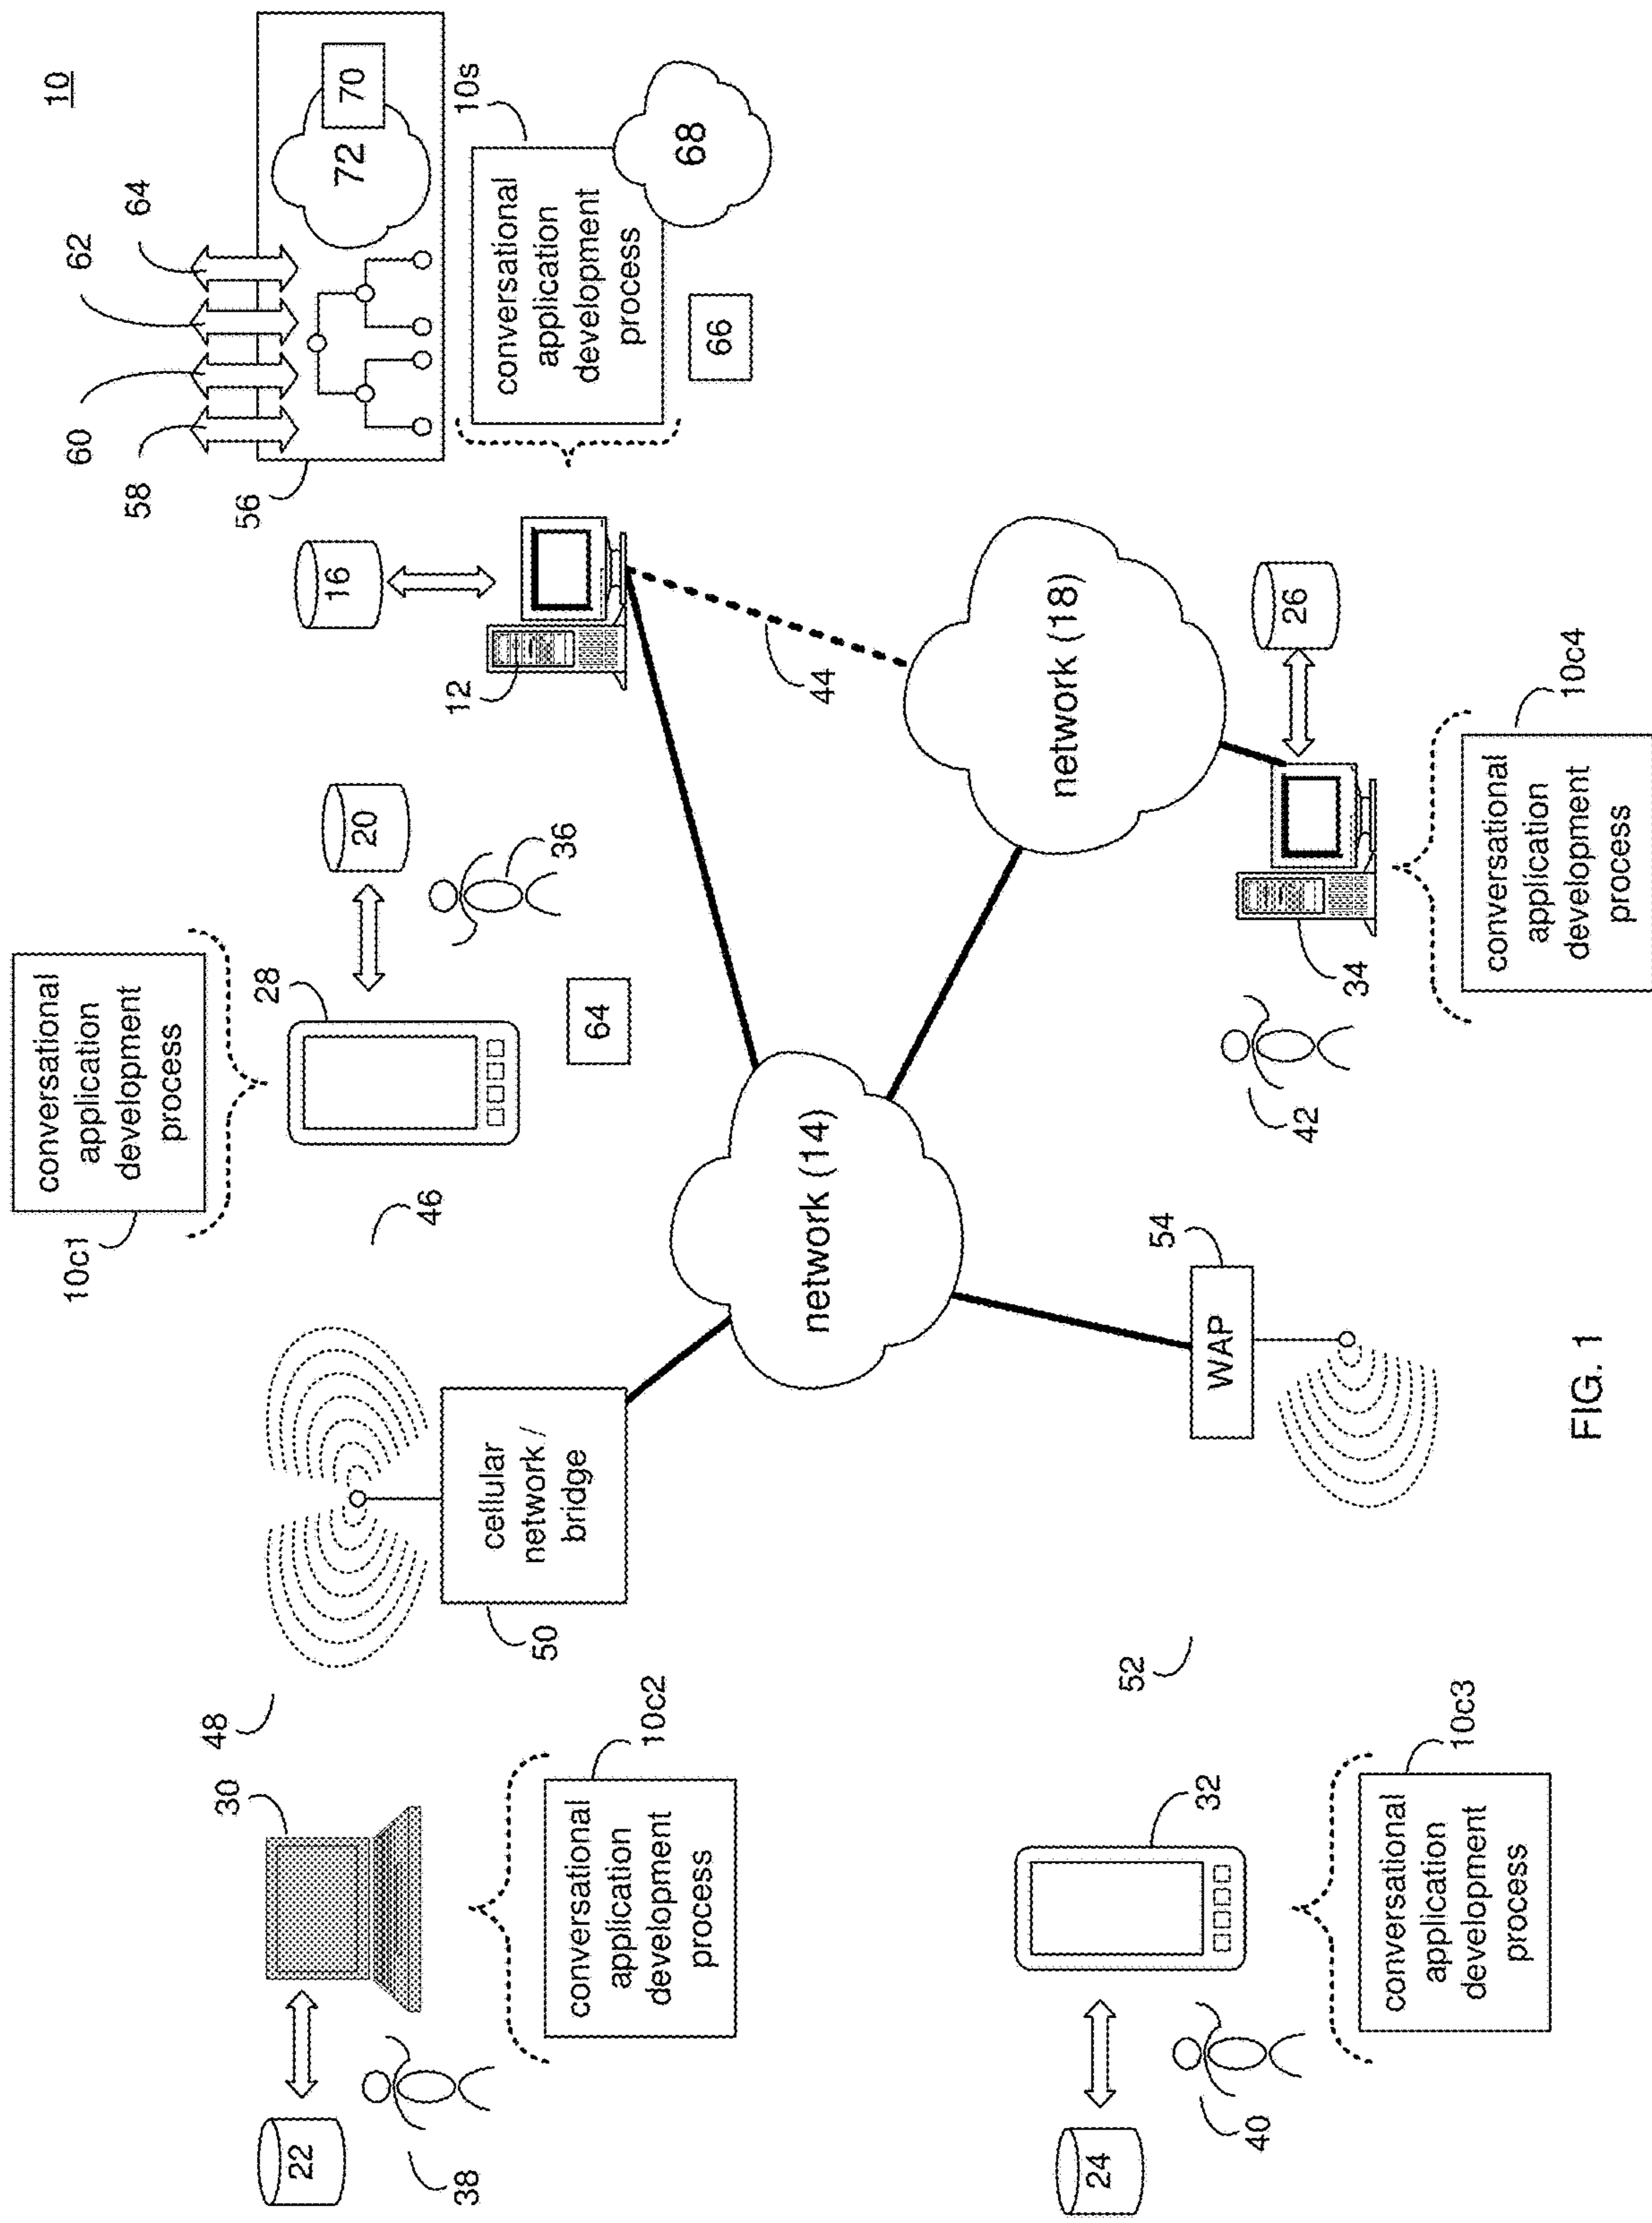 10
conversational
application
development
process
10c1
28
20
36
64
46
48
30
22
38
conversational
application
development
process
10c2
cellular
network /
bridge
50
16
12
58
60
62
64
56
72
70
10s
conversational
application
development
process
68
66
44
network (14)
network (18)
26
34
42
conversational
application
development
process
10c4
WAP
54
52
32
24
40
conversational
application
development
process
10c3
FIG. 1